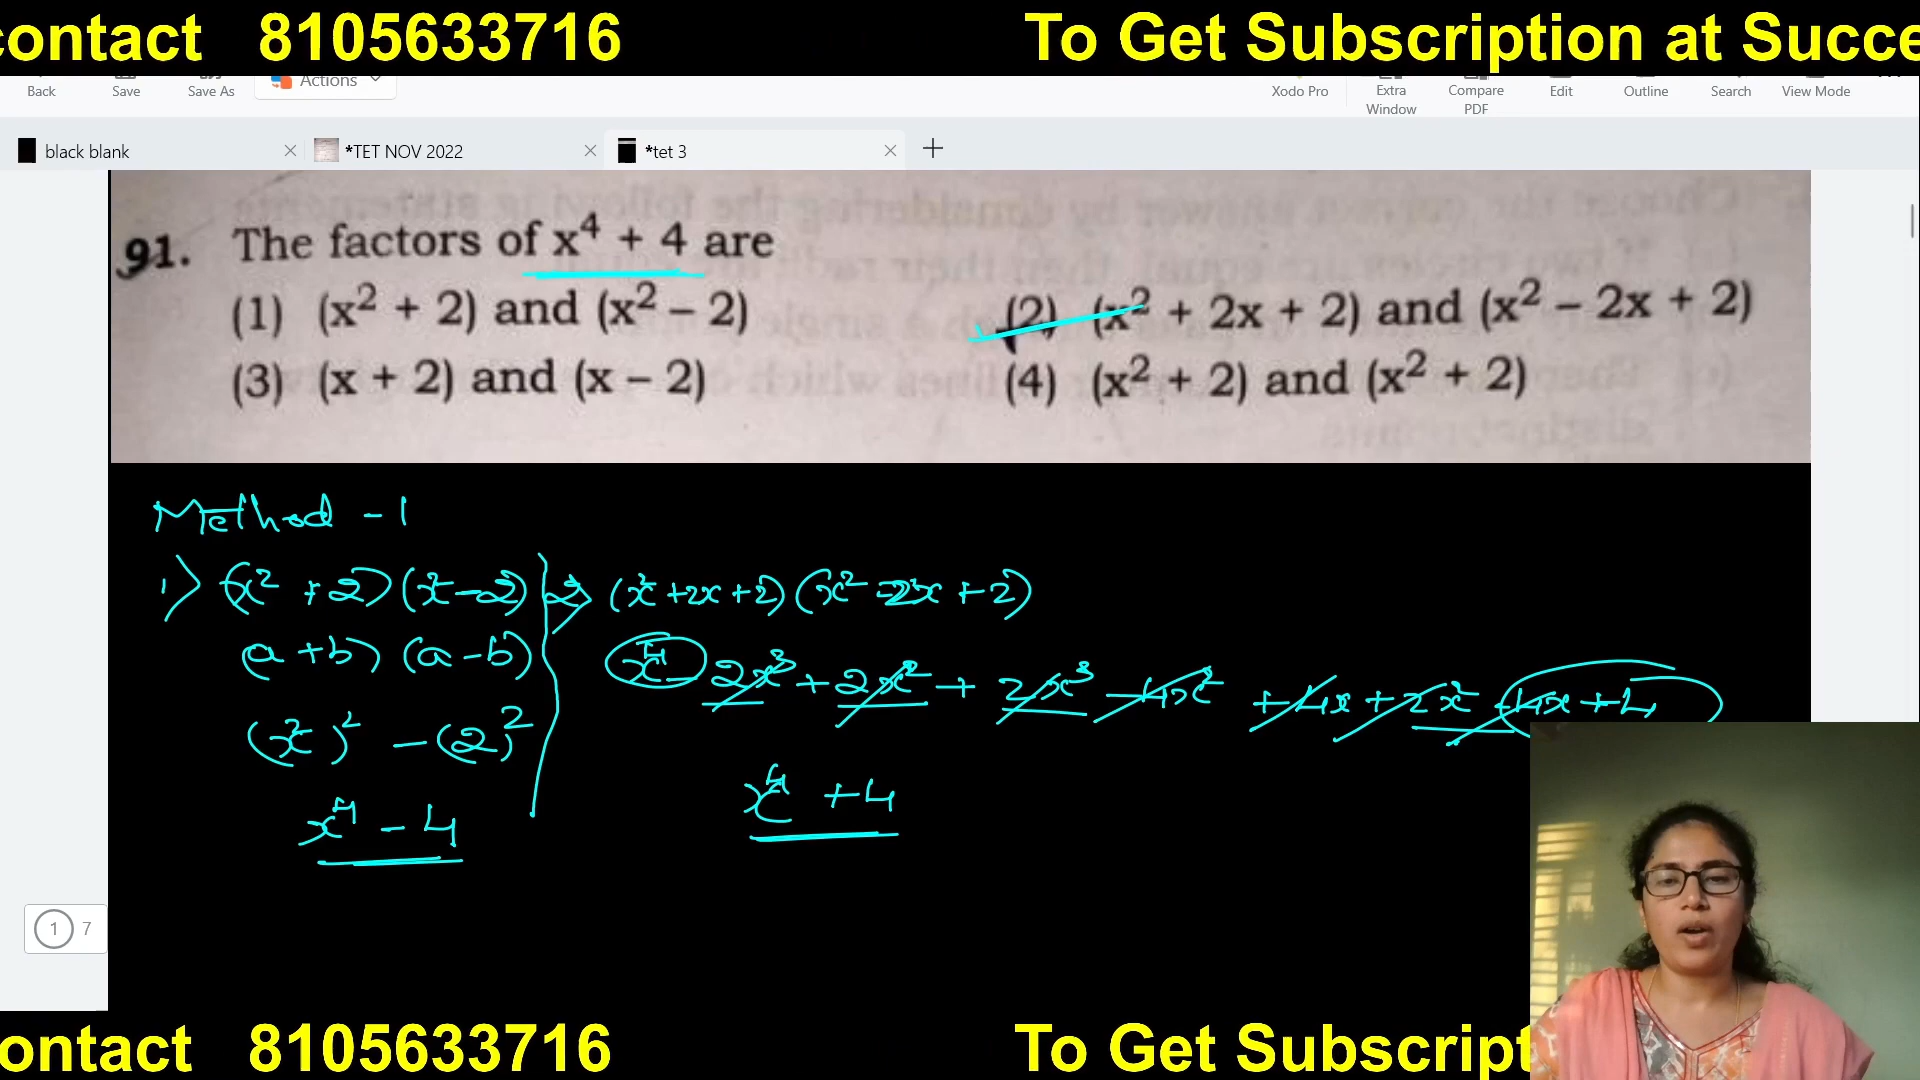 contact 8105633716 To Get Subscription at Succe
Back Save Save As Actions Xodo Pro Extra Window Compare PDF Edit Outline Search View Mode
black blank *TET NOV 2022 *tet 3
91. The factors of x⁴ + 4 are
(1) (x² + 2) and (x² – 2) (2) (x² + 2x + 2) and (x² – 2x + 2)
(3) (x + 2) and (x – 2) (4) (x² + 2) and (x² + 2)
Method - 1
1) (x² + 2) (x² - 2) 2) (x² + 2x + 2) (x² - 2x + 2)
(a + b) (a - b) x⁴ - 2x³ + 2x² + 2x³ - 4x² + 4x + 2x² - 4x + 4
(x²)² - (2)²
x⁴ - 4 x⁴ + 4
1 7
ontact 8105633716 To Get Subscript